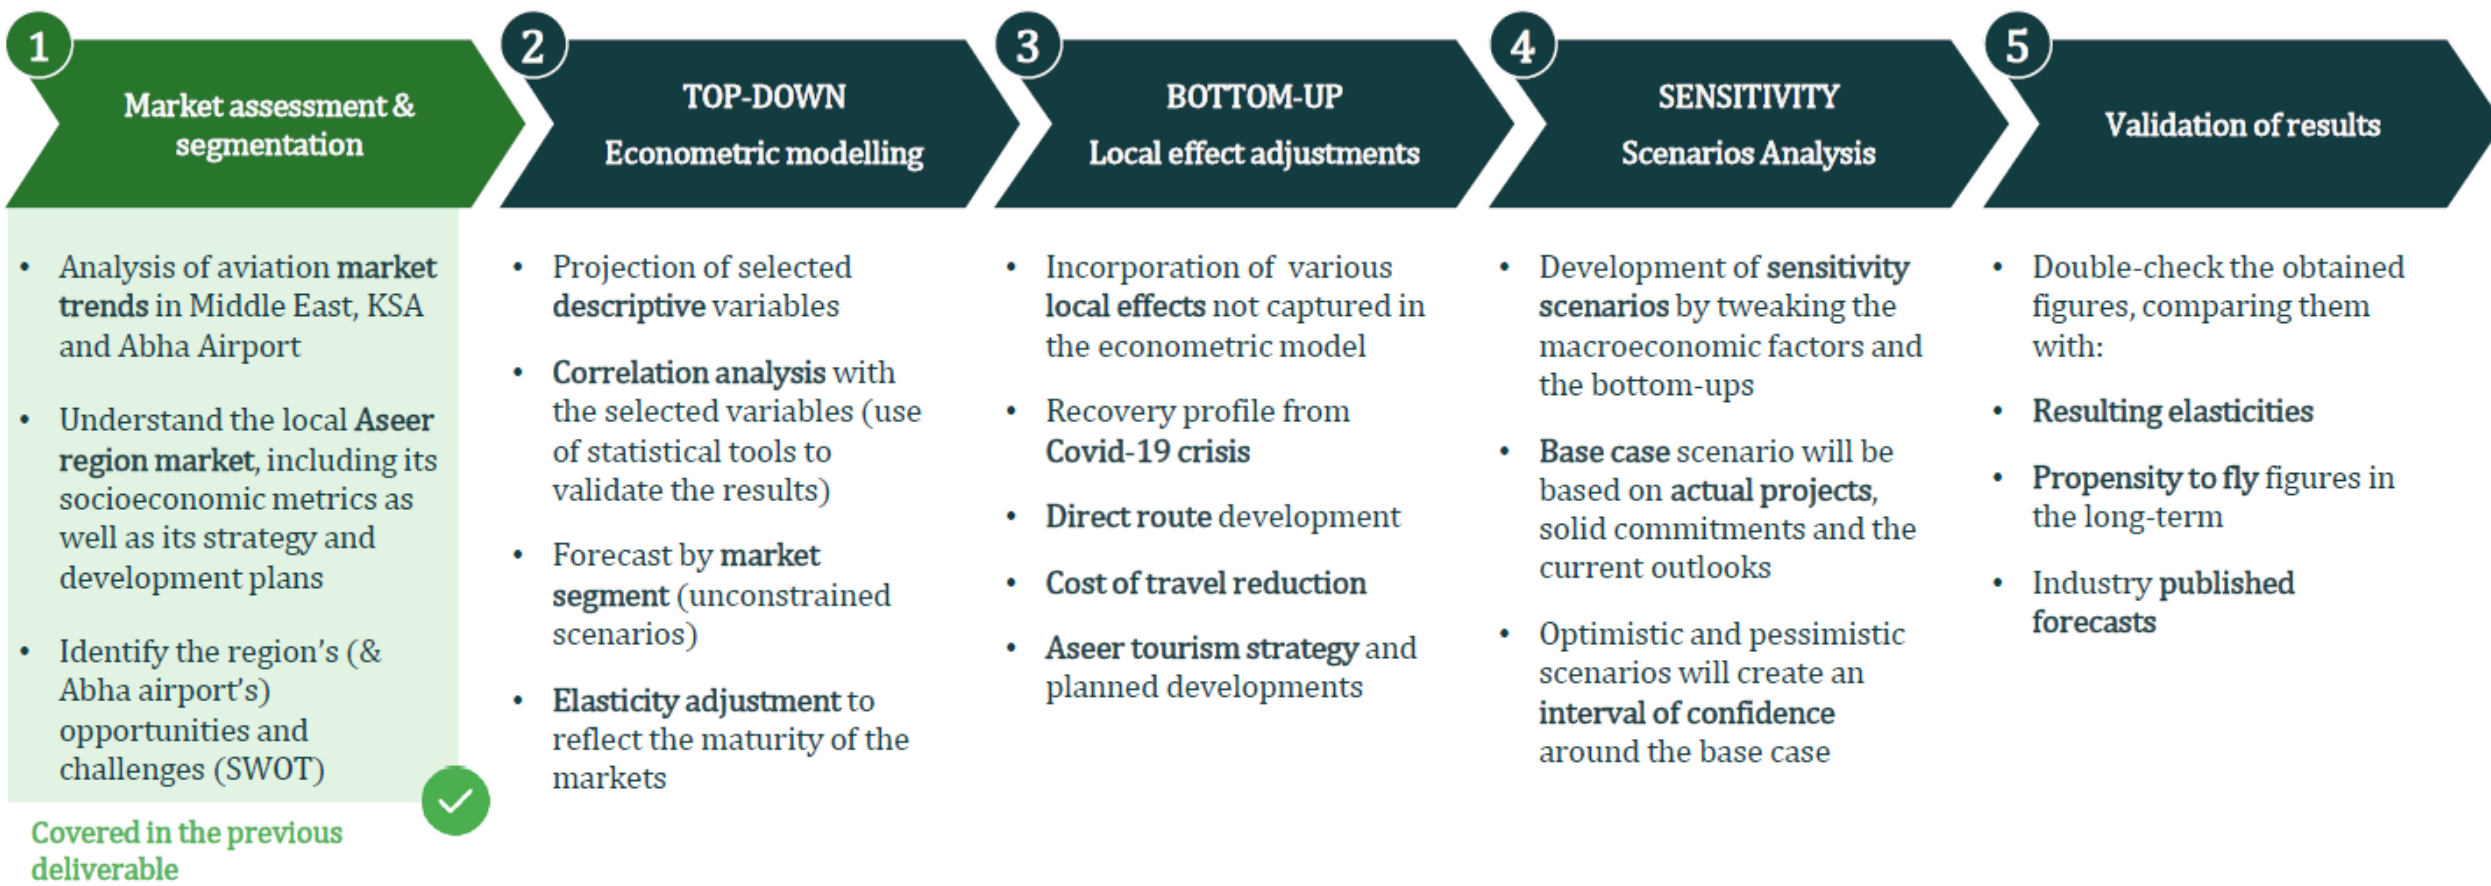 1
Market assessment &
segmentation
• Analysis of aviation market
trends in Middle East, KSA
and Abha Airport
• Understand the local Aseer
region market, including its
socioeconomic metrics as
well as its strategy and
development plans
• Identify the region's (&
Abha airport's)
opportunities and
challenges (SWOT)
Covered in the previous
deliverable
2
TOP-DOWN
Econometric modelling
• Projection of selected
descriptive variables
• Correlation analysis with
the selected variables (use
of statistical tools to
validate the results)
• Forecast by market
segment (unconstrained
scenarios)
• Elasticity adjustment to
reflect the maturity of the
markets
3
BOTTOM-UP
Local effect adjustments
• Incorporation of various
local effects not captured in
the econometric model
• Recovery profile from
Covid-19 crisis
• Direct route development
• Cost of travel reduction
• Aseer tourism strategy and
planned developments
4
SENSITIVITY
Scenarios Analysis
• Development of sensitivity
scenarios by tweaking the
macroeconomic factors and
the bottom-ups
• Base case scenario will be
based on actual projects,
solid commitments and the
current outlooks
• Optimistic and pessimistic
scenarios will create an
interval of confidence
around the base case
5
Validation of results
• Double-check the obtained
figures, comparing them
with:
• Resulting elasticities
• Propensity to fly figures in
the long-term
• Industry published
forecasts